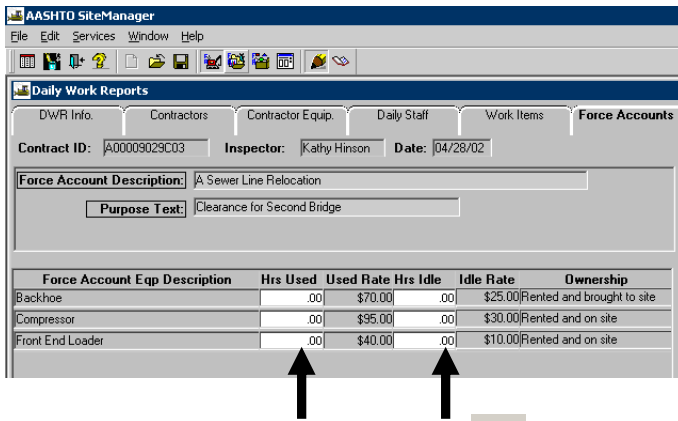 AASHTO SiteManager
File Edit Services Window Help
Daily Work Reports
DWR Info. Contractors Contractor Equip. Daily Staff Work Items Force Accounts
Contract ID: A00009029C03 Inspector: Kathy Hinson Date: 04/28/02
Force Account Description: A Sewer Line Relocation
Purpose Text: Clearance for Second Bridge
Force Account Eqp Description Hrs Used Used Rate Hrs Idle Idle Rate Ownership
Backhoe .00 $70.00 .00 $25.00 Rented and brought to site
Compressor .00 $95.00 .00 $30.00 Rented and on site
Front End Loader .00 $40.00 .00 $10.00 Rented and on site